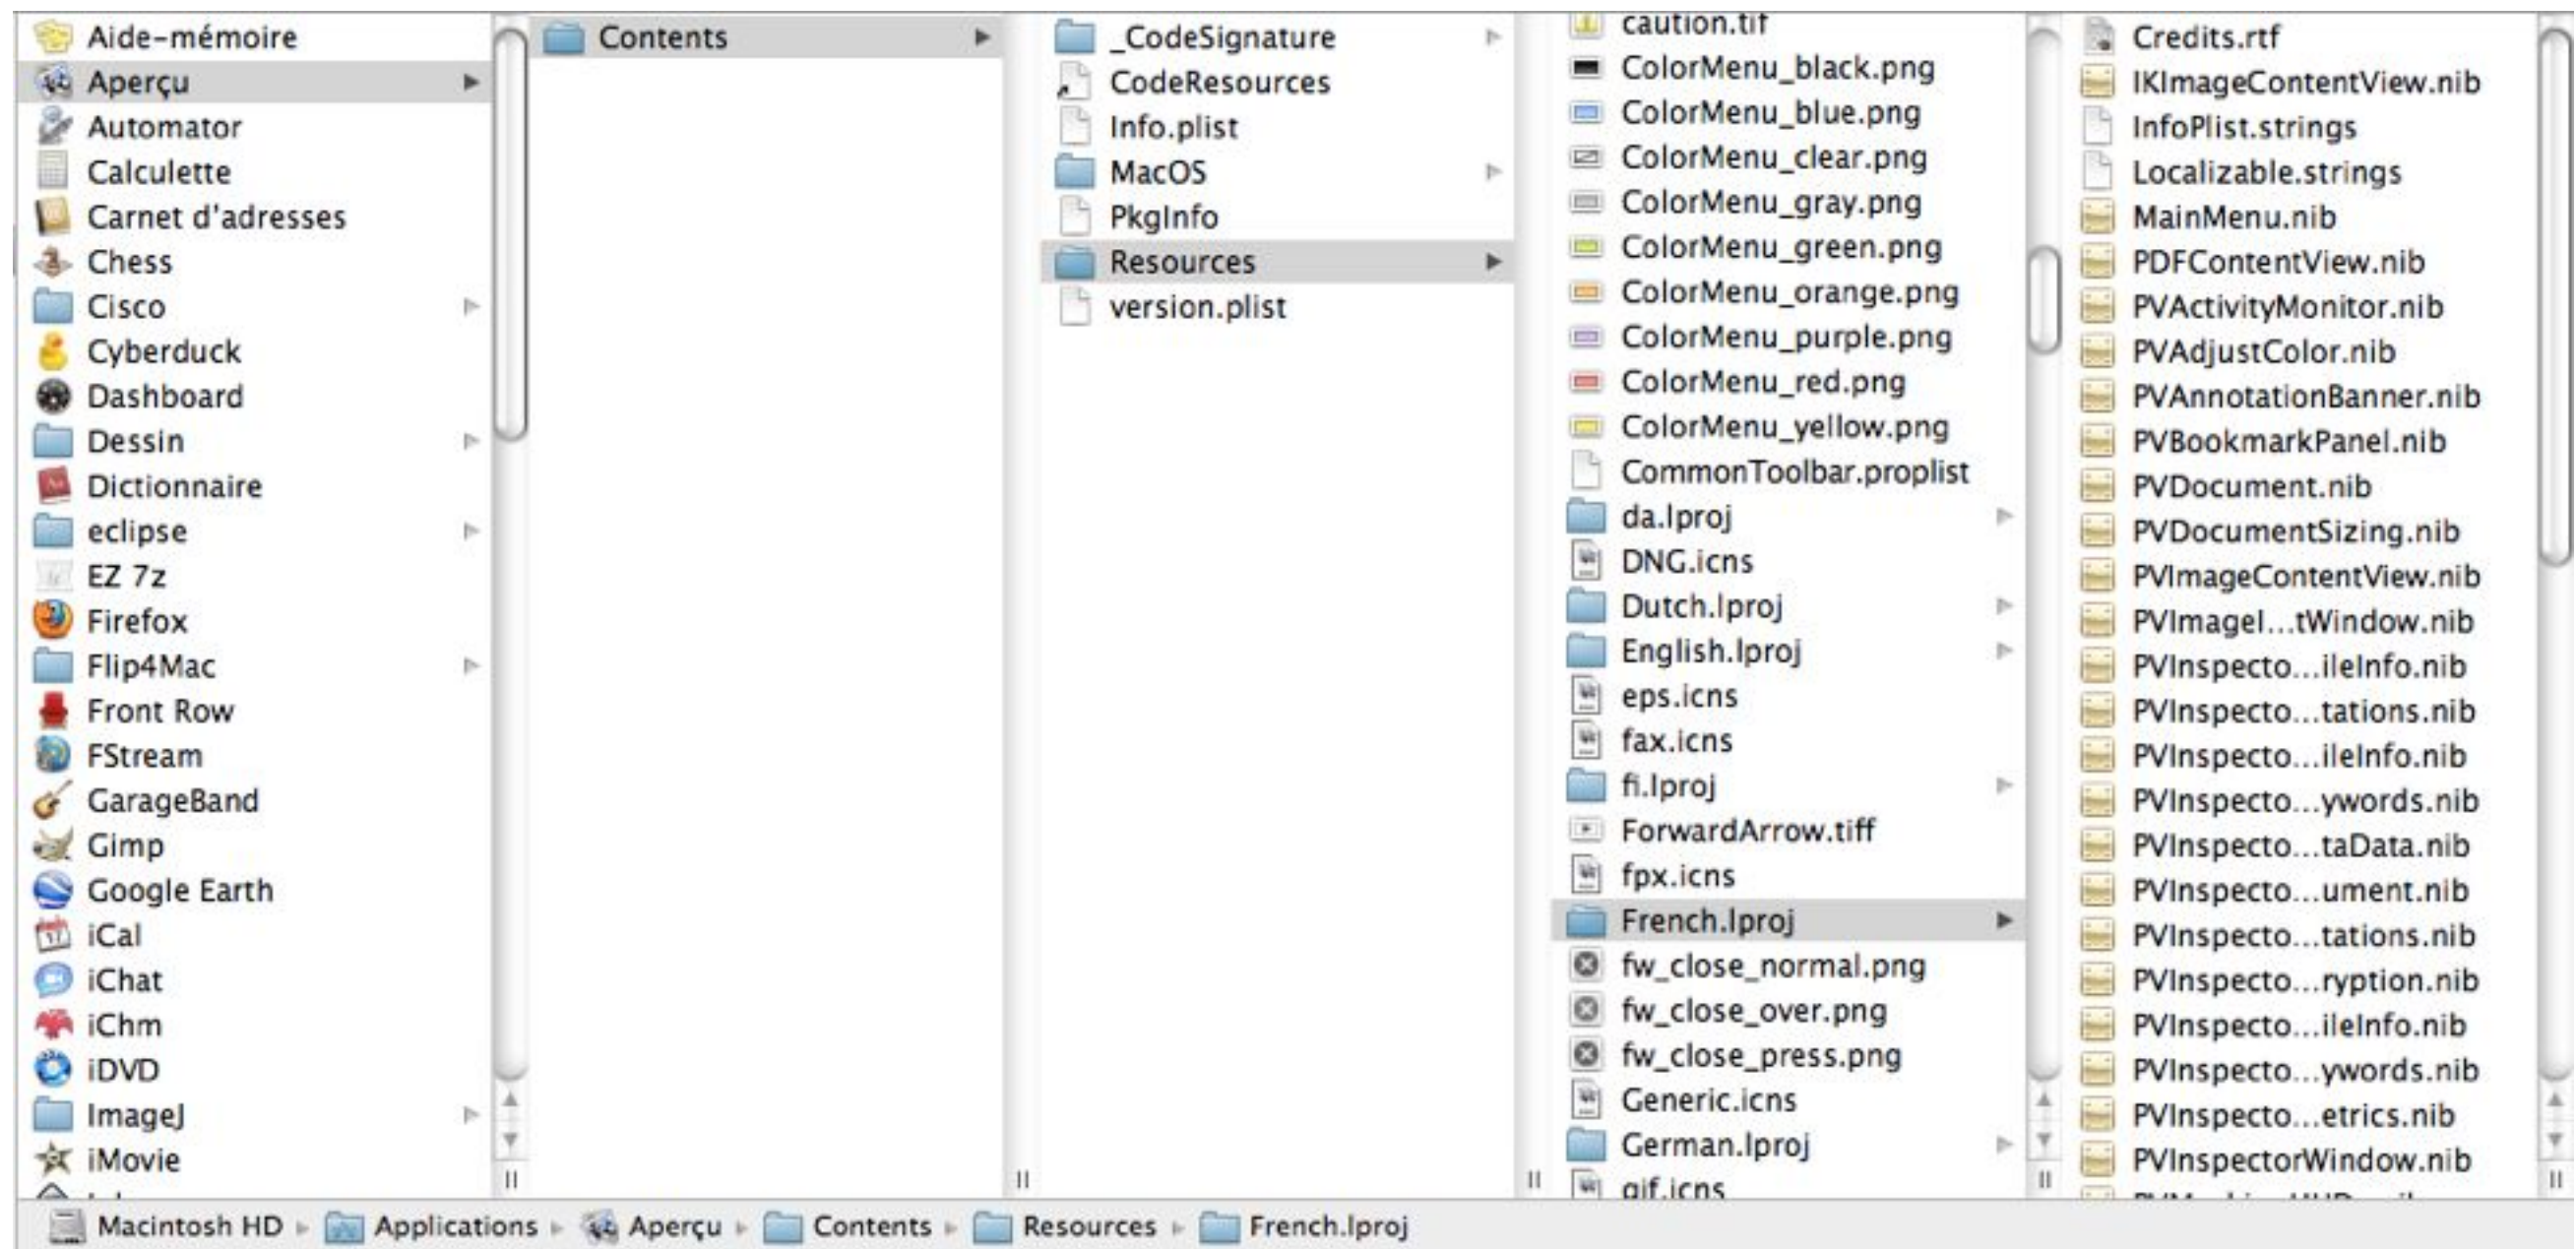 Aide-mémoire
Aperçu
Automator
Calculette
Carnet d'adresses
Chess
Cisco
Cyberduck
Dashboard
Dessin
Dictionnaire
eclipse
EZ 7z
Firefox
Flip4Mac
Front Row
FStream
GarageBand
Gimp
Google Earth
iCal
iChat
iChm
iDVD
ImageJ
iMovie
Contents
_CodeSignature
CodeResources
Info.plist
MacOS
PkgInfo
Resources
version.plist
caution.tif
ColorMenu_black.png
ColorMenu_blue.png
ColorMenu_clear.png
ColorMenu_gray.png
ColorMenu_green.png
ColorMenu_orange.png
ColorMenu_purple.png
ColorMenu_red.png
ColorMenu_yellow.png
CommonToolbar.proplist
da.lproj
DNG.icns
Dutch.lproj
English.lproj
eps.icns
fax.icns
fi.lproj
ForwardArrow.tiff
fpx.icns
French.lproj
fw_close_normal.png
fw_close_over.png
fw_close_press.png
Generic.icns
German.lproj
gif.icns
Credits.rtf
IKImageContentView.nib
InfoPlist.strings
Localizable.strings
MainMenu.nib
PDFContentView.nib
PVActivityMonitor.nib
PVAdjustColor.nib
PVAnnotationBanner.nib
PVBookmarkPanel.nib
PVDocument.nib
PVDocumentSizing.nib
PVImageContentView.nib
PVImageI...tWindow.nib
PVInspecto...ileInfo.nib
PVInspecto...tations.nib
PVInspecto...ileInfo.nib
PVInspecto...ywords.nib
PVInspecto...taData.nib
PVInspecto...ument.nib
PVInspecto...tations.nib
PVInspecto...ryption.nib
PVInspecto...ileInfo.nib
PVInspecto...ywords.nib
PVInspecto...etrics.nib
PVInspectorWindow.nib
Macintosh HD Applications Aperçu Contents Resources French.lproj